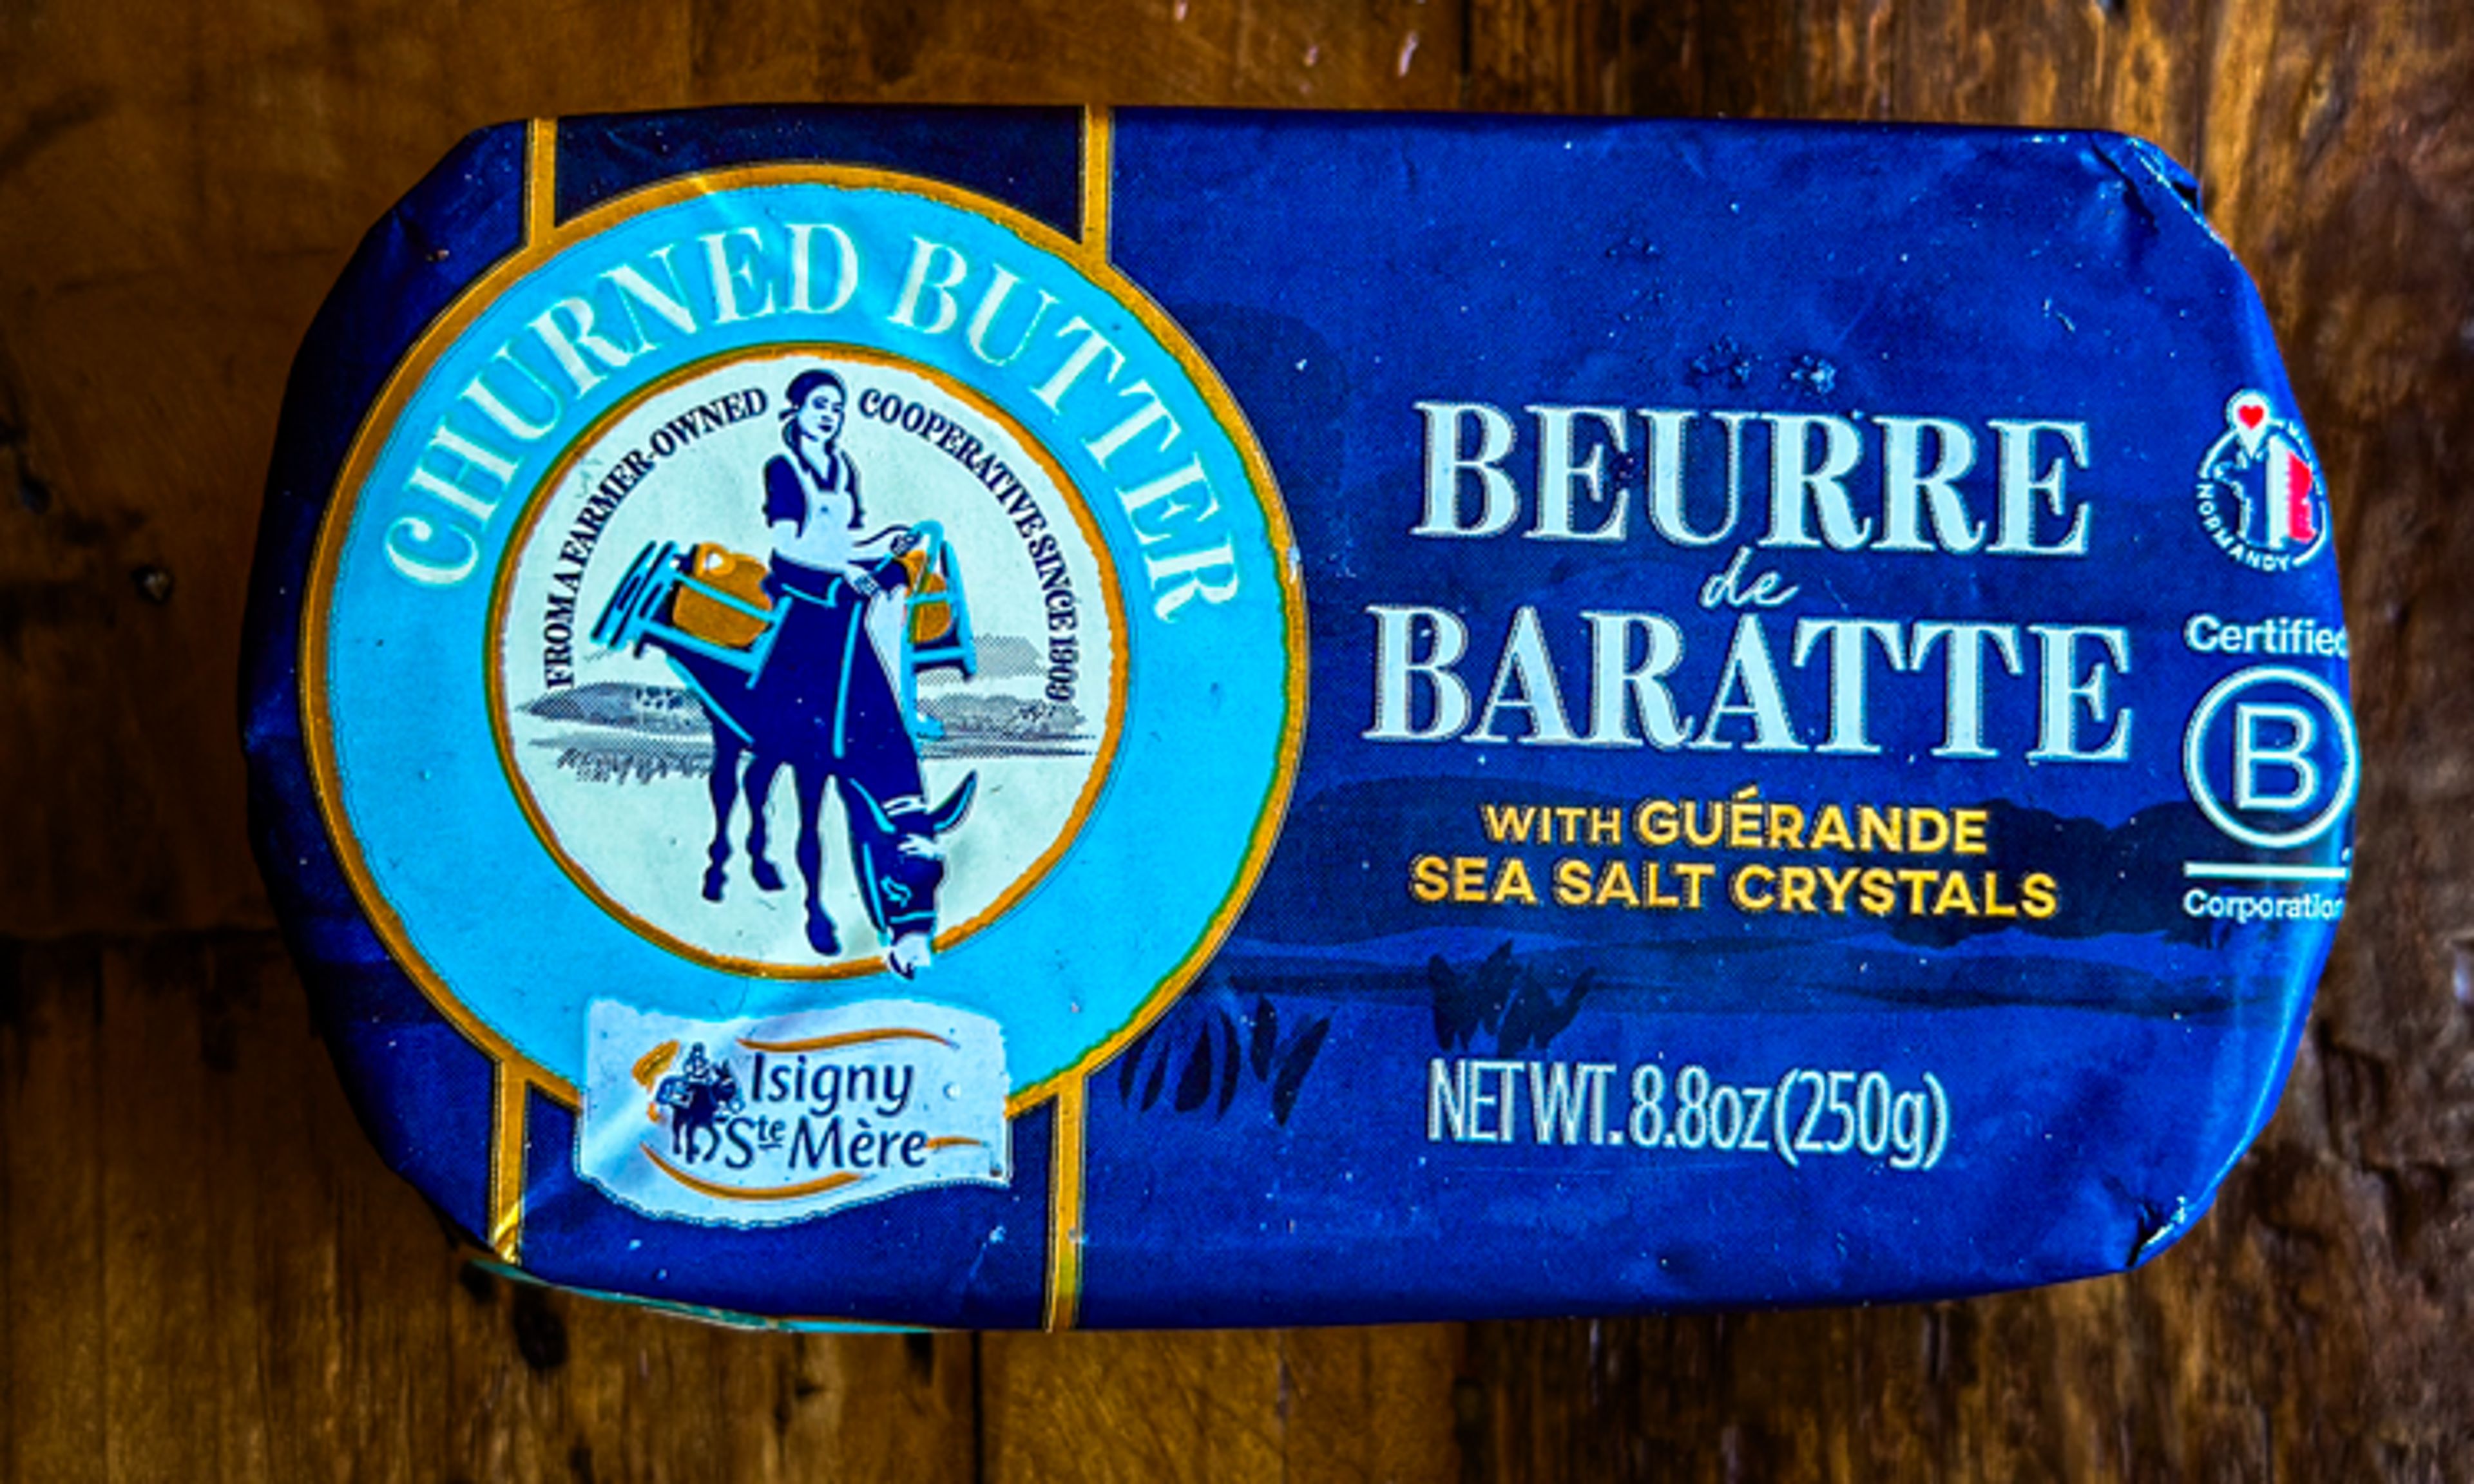 CHURNED BUTTER
FROM A FARMER-OWNED COOPERATIVE SINCE 1909
Isigny
Ste Mère
BEURRE
de
BARATTE
WITH GUÉRANDE
SEA SALT CRYSTALS
NET WT. 8.8oz (250g)
NORMANDY
Certified
B
Corporation